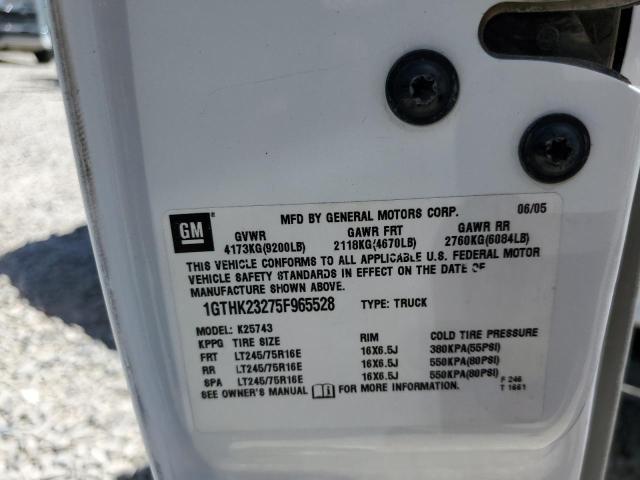 MFD BY GENERAL MOTORS CORP. 06/05
GM ®
GVWR GAWR FRT GAWR RR
4173KG(9200LB) 2118KG(4670LB) 2760KG(6084LB)
THIS VEHICLE CONFORMS TO ALL APPLICABLE U.S. FEDERAL MOTOR
VEHICLE SAFETY STANDARDS IN EFFECT ON THE DATE OF
MANUFACTURE SHOWN ABOVE.
1GTHK23275F965528 TYPE: TRUCK
MODEL: K25743
KPPG TIRE SIZE RIM COLD TIRE PRESSURE
FRT LT245/75R16E 16X6.5J 380KPA(55PSI)
RR LT245/75R16E 16X6.5J 550KPA(80PSI)
SPA LT245/75R16E 16X6.5J 550KPA(80PSI)
SEE OWNER'S MANUAL FOR MORE INFORMATION. F 246
T 1661